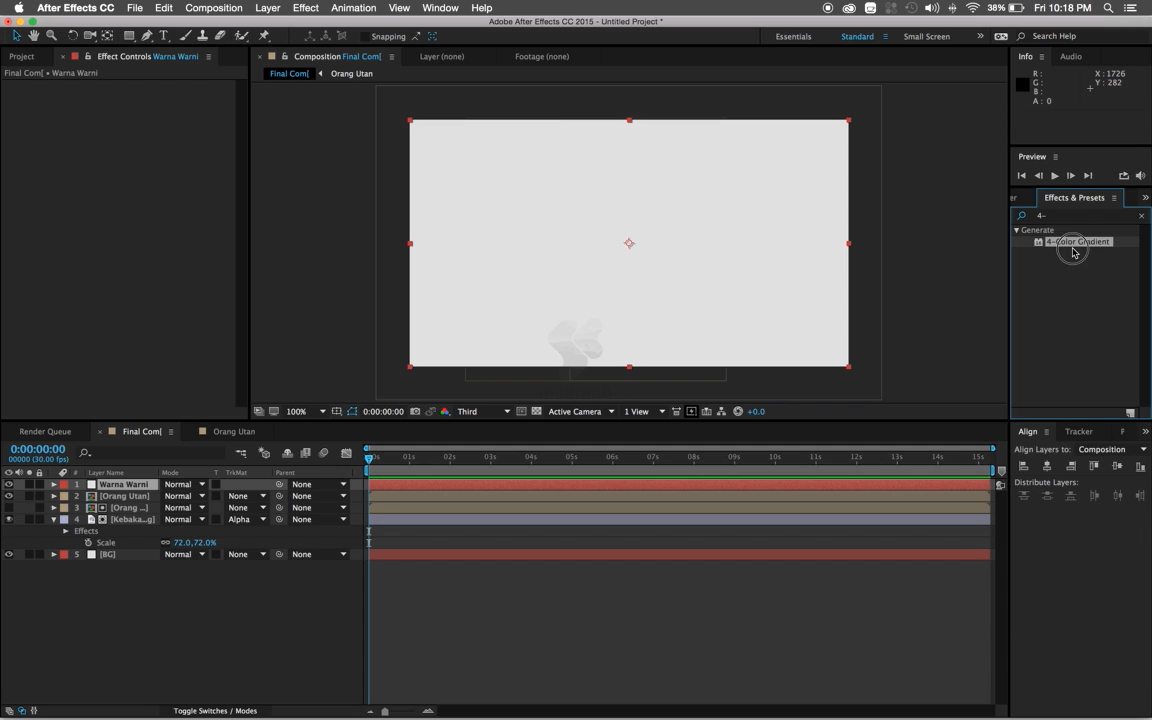 After Effects CC File Edit Composition Layer Effect Animation View Window Help 38% Fri 10:18 PM
Adobe After Effects CC 2015 - Untitled Project *
Snapping Essentials Standard Small Screen Search Help
Project Effect Controls Warna Warni Composition Final Com[ Layer (none) Footage (none) Info Audio
Final Com[ • Warna Warni Final Com[ Orang Utan
R : X : 1726
G : Y : 282
B :
A : 0
Preview
Effects & Presets
4-
Generate
4-Color Gradient
100% 0:00:00:00 Third Active Camera 1 View +0.0
Render Queue Final Com[ Orang Utan Align Tracker
0:00:00:00
00000 (30.00 fps)
Align Layers to: Composition
01s 02s 03s 04s 05s 06s 07s 08s 09s 10s 11s 12s 13s 14s 15s
# Layer Name Mode T TrkMat Parent
1 Warna Warni Normal None
2 [Orang Utan] Normal None None
3 [Orang ...] Normal None None
4 [Kebaka...g] Normal Alpha None
Effects
Scale 72.0,72.0%
5 [BG] Normal None None
Distribute Layers:
Toggle Switches / Modes